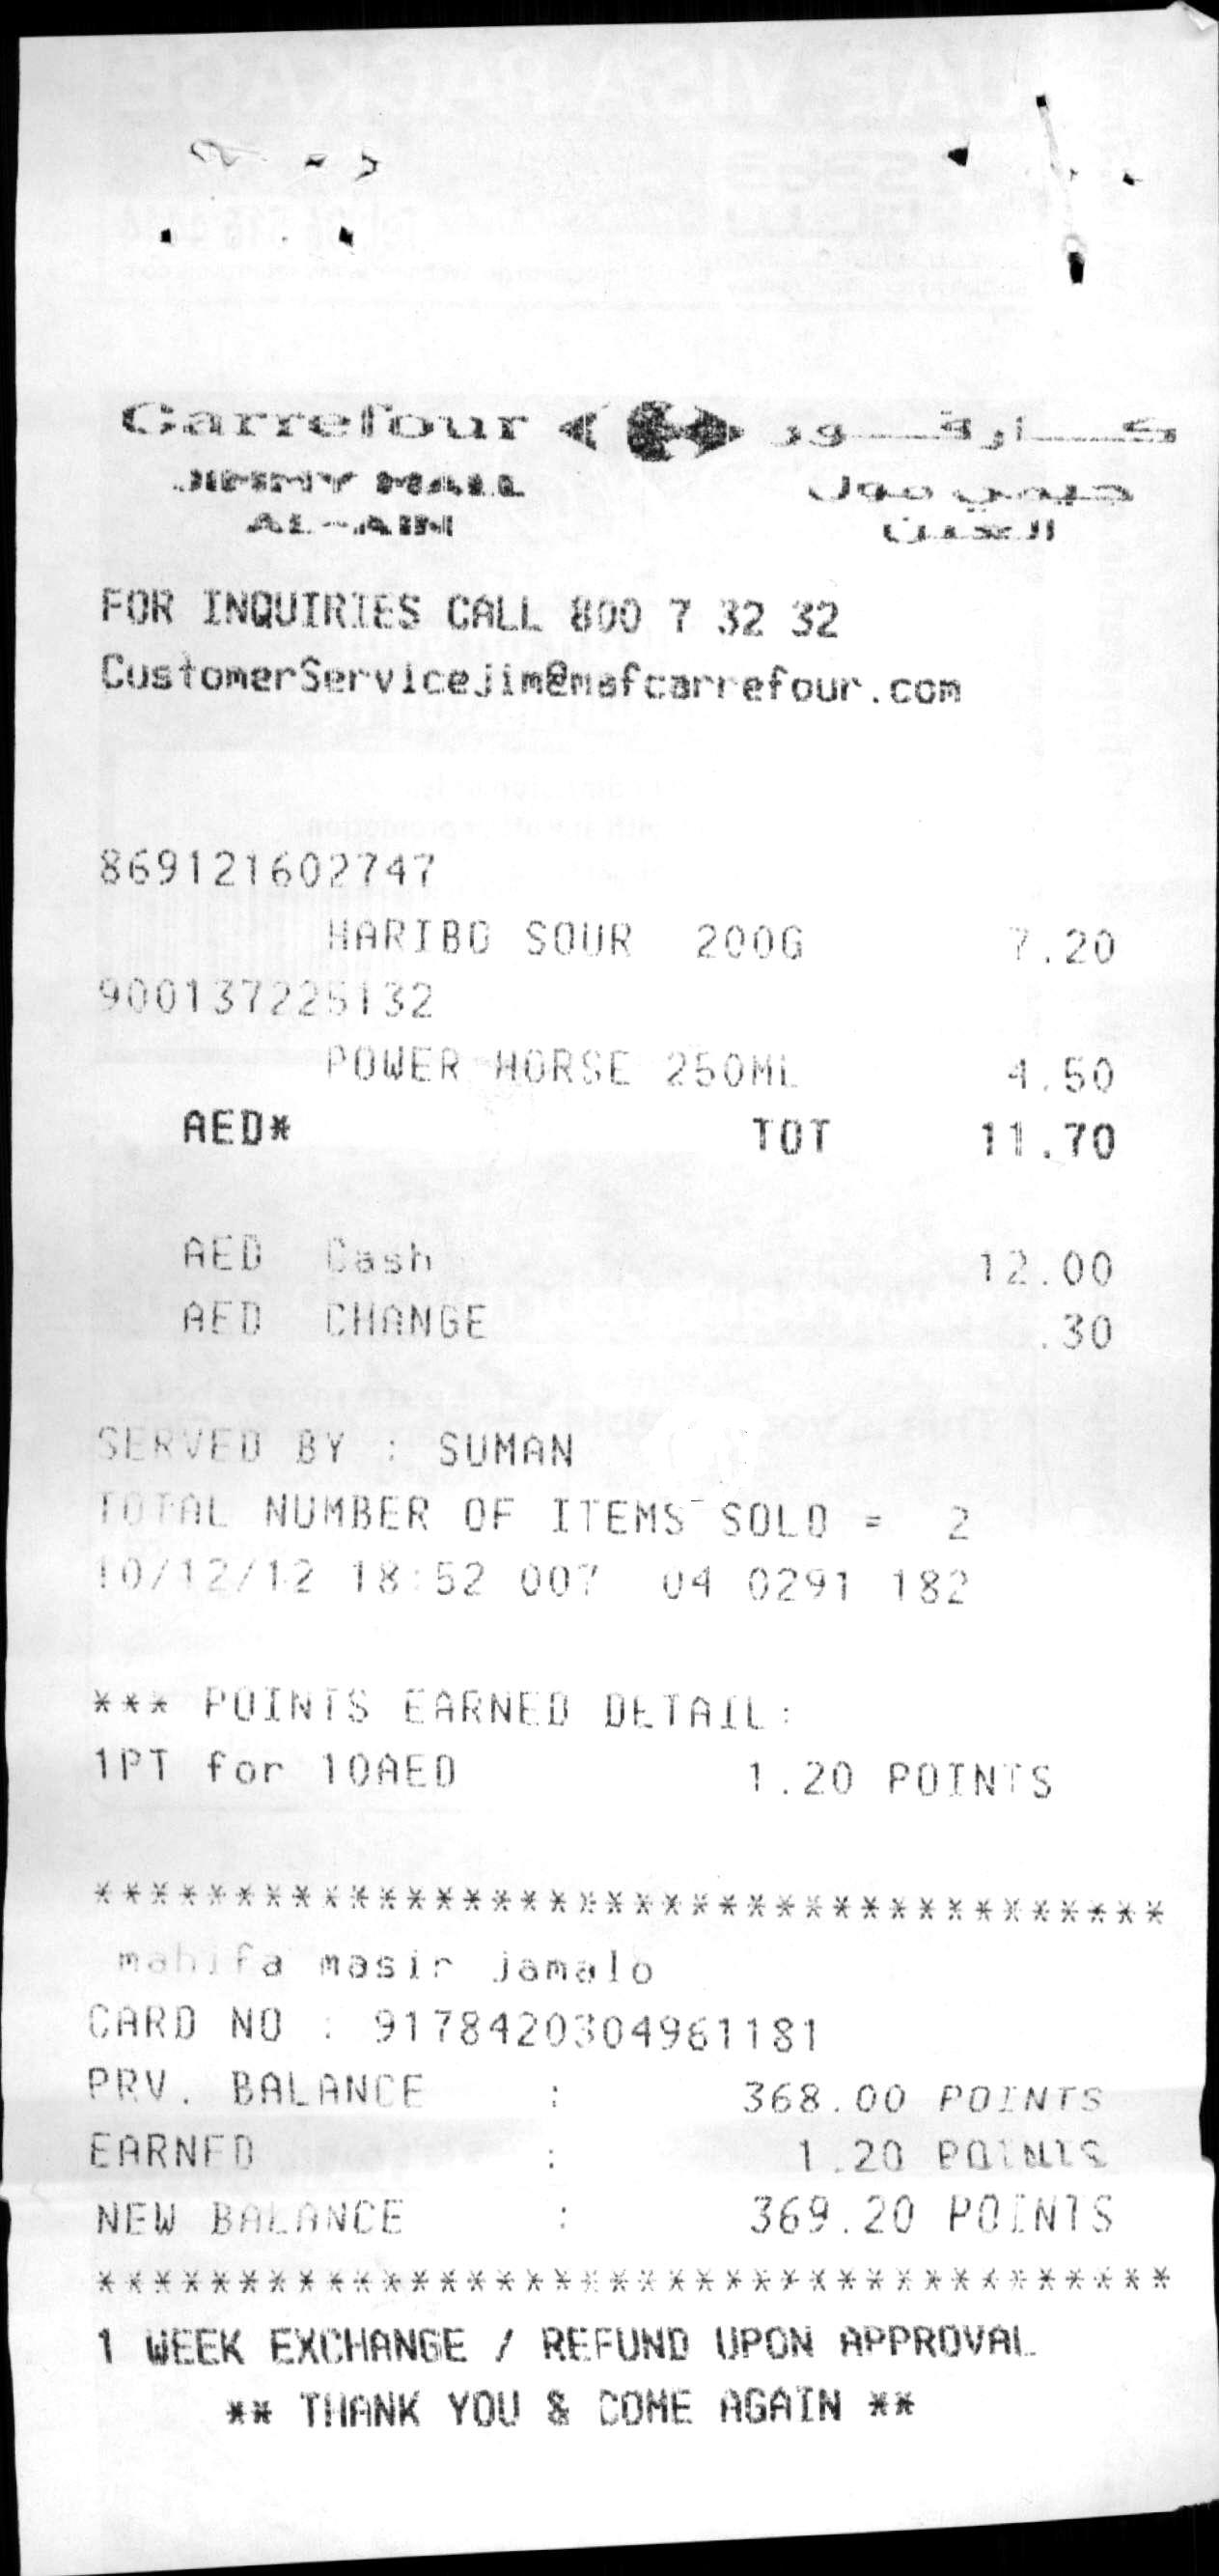 Carrefour كارفور
JIMMY MALL جيمي مول
AL-AIN العين
FOR INQUIRIES CALL 800 7 32 32
CustomerServicejim@mafcarrefour.com
869121602747
HARIBO SOUR 200G 7.20
900137225132
POWER HORSE 250ML 4.50
AED* TOT 11.70
AED Cash 12.00
AED CHANGE .30
SERVED BY : SUMAN
TOTAL NUMBER OF ITEMS SOLD = 2
10/12/12 18:52 007 04 0291 182
*** POINTS EARNED DETAIL:
1PT for 10AED 1.20 POINTS
**************************************
mahifa masir jamalo
CARD NO : 9178420304961181
PRV. BALANCE : 368.00 POINTS
EARNED : 1.20 POINTS
NEW BALANCE : 369.20 POINTS
**************************************
1 WEEK EXCHANGE / REFUND UPON APPROVAL
** THANK YOU & COME AGAIN **